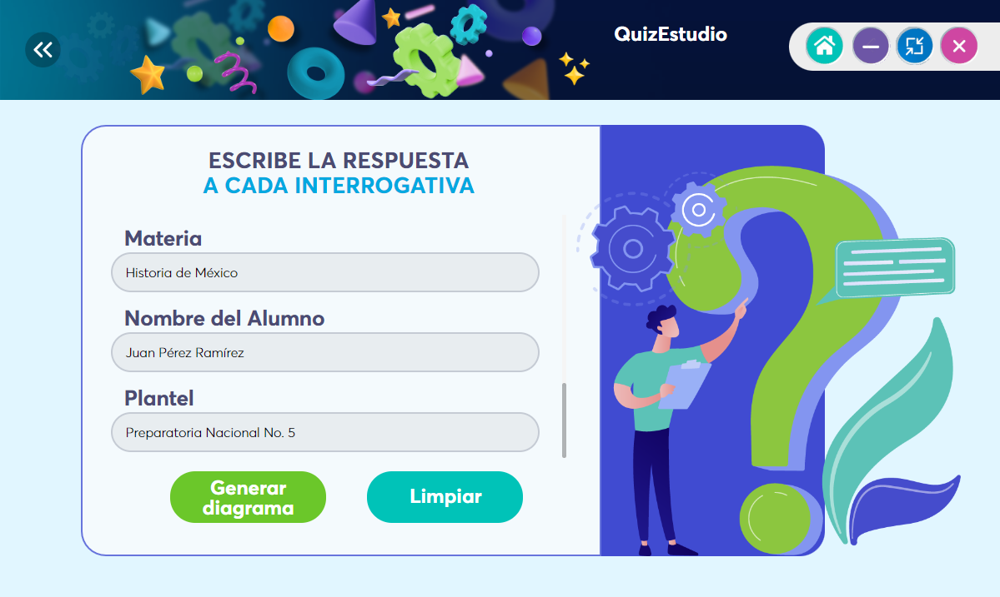 QuizEstudio
ESCRIBE LA RESPUESTA
A CADA INTERROGATIVA
Materia
Historia de México
Nombre del Alumno
Juan Pérez Ramírez
Plantel
Preparatoria Nacional No. 5
Generar
diagrama
Limpiar